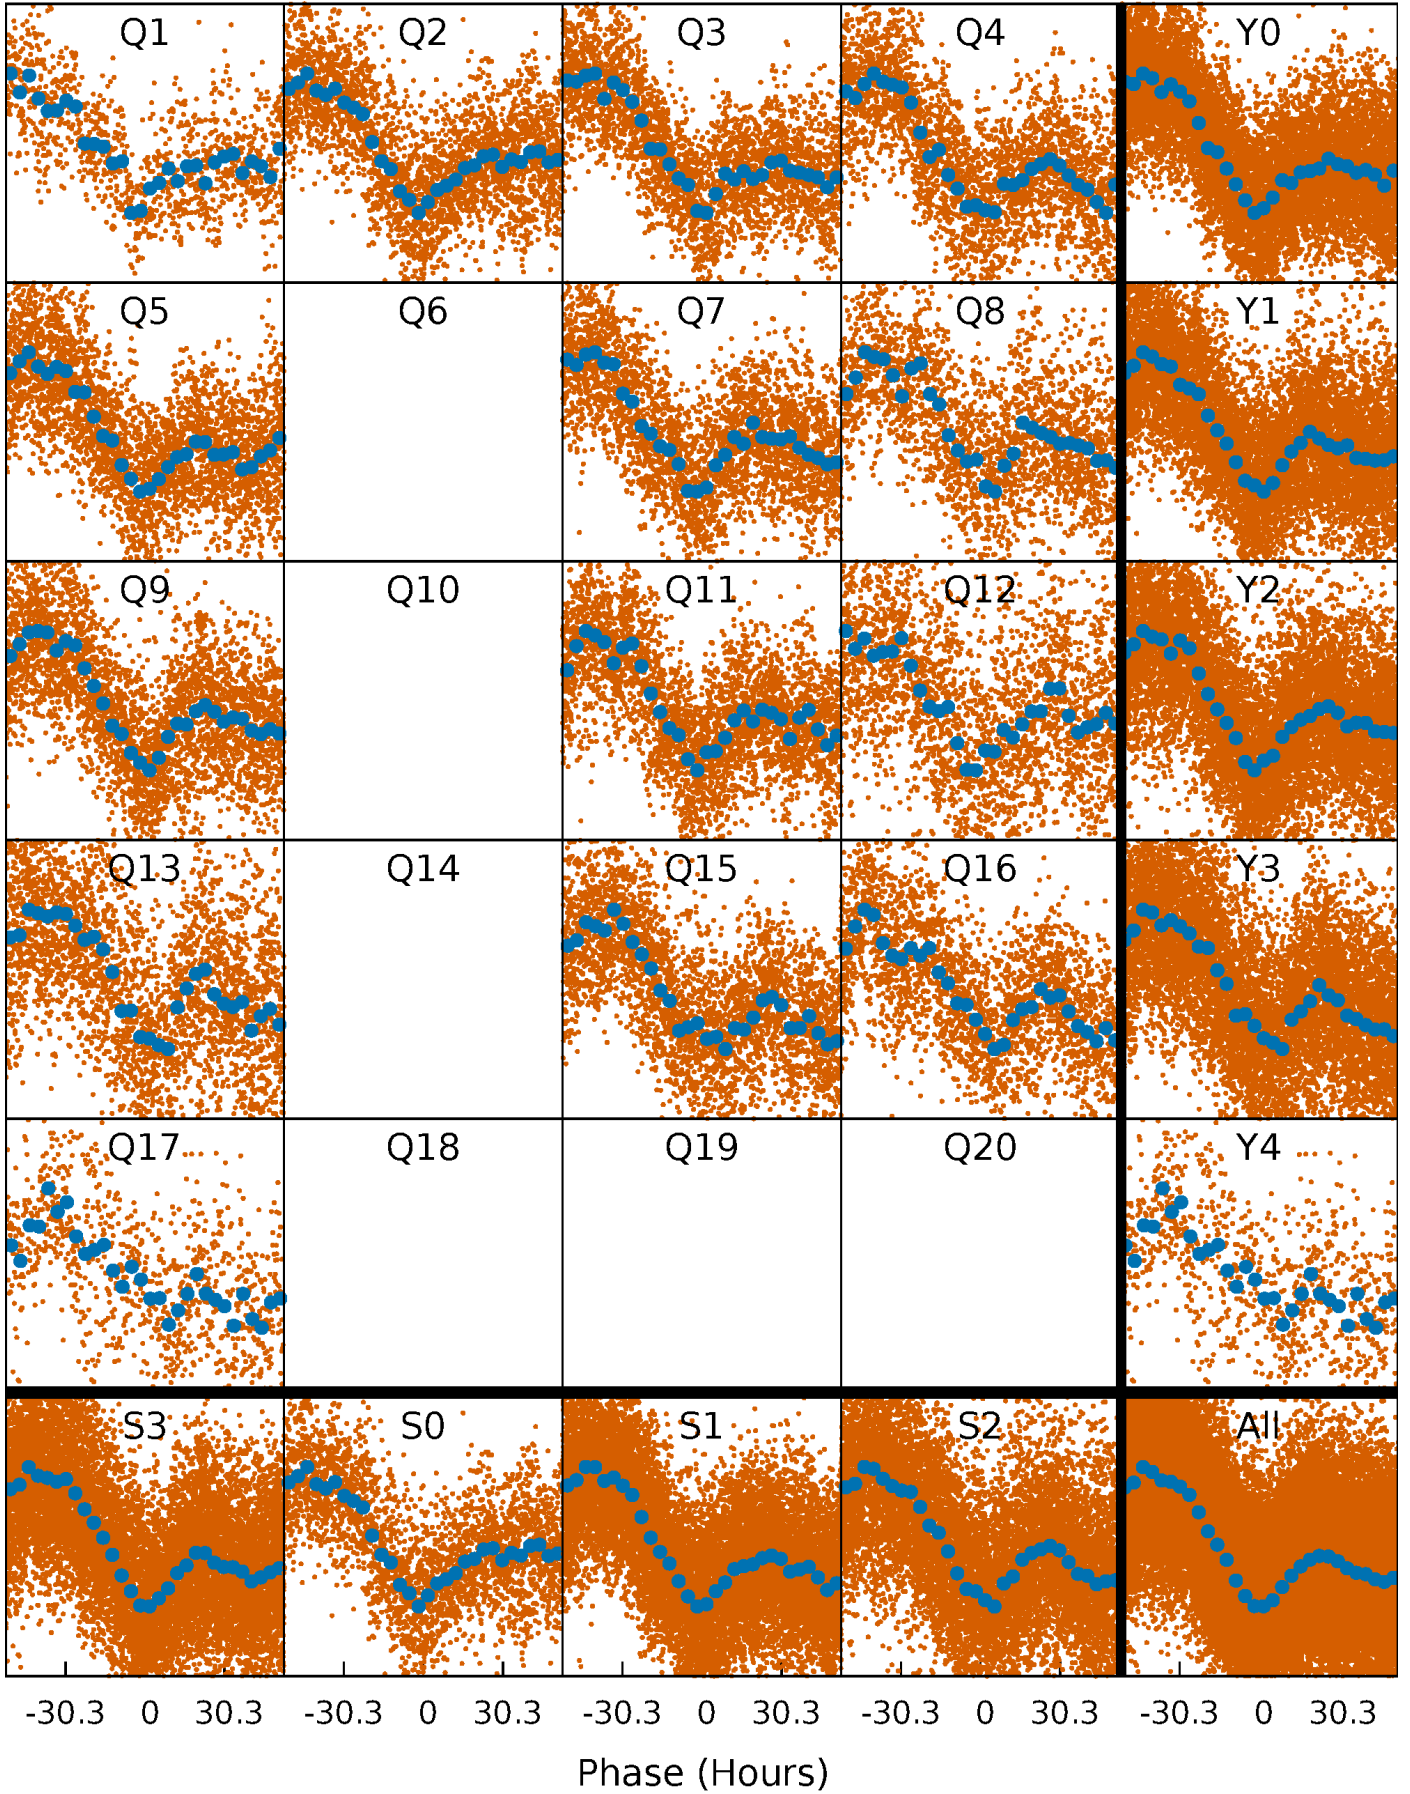 Q1 Q2 Q3 Q4 Y0
Q5 Q6 Q7 Q8 Y1
Q9 Q10 Q11 Q12 Y2
Q13 Q14 Q15 Q16 Y3
Q17 Q18 Q19 Q20 Y4
S3 S0 S1 S2 All
-30.3 0 30.3 -30.3 0 30.3 -30.3 0 30.3 -30.3 0 30.3 -30.3 0 30.3
Phase (Hours)